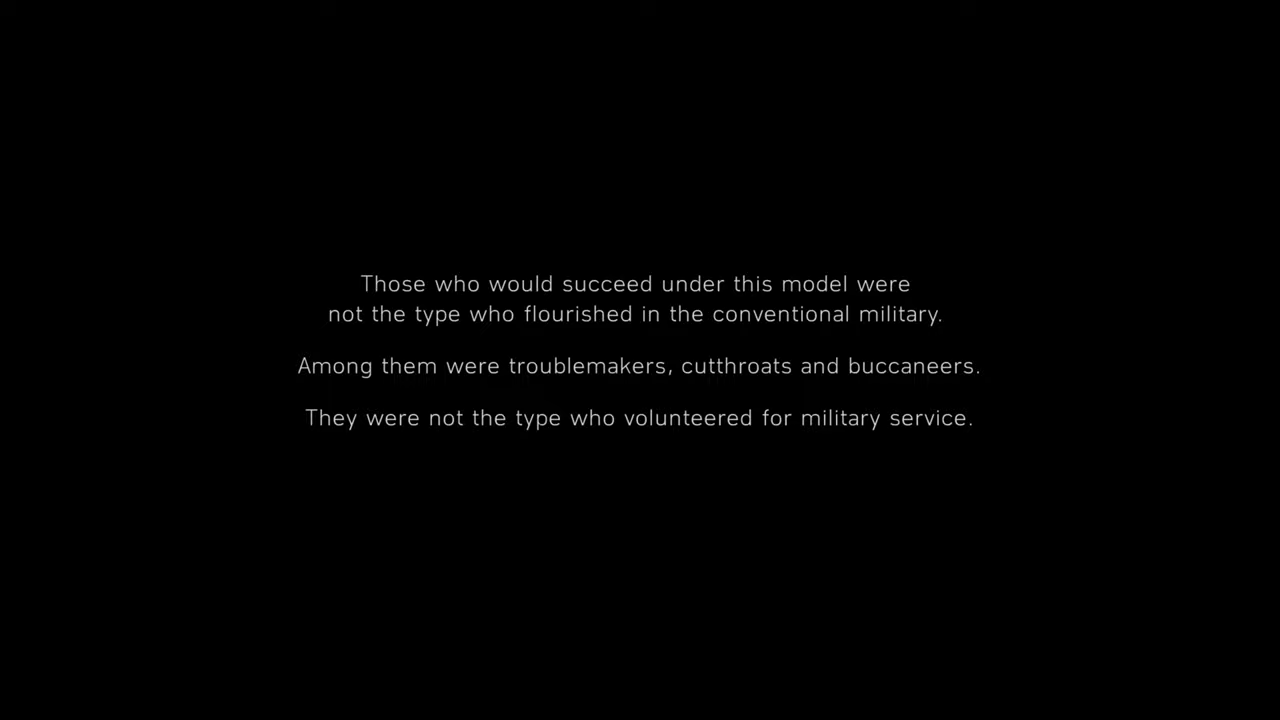 Those who would succeed under this model were
not the type who flourished in the conventional military.
Among them were troublemakers, cutthroats and buccaneers.
They were not the type who volunteered for military service.